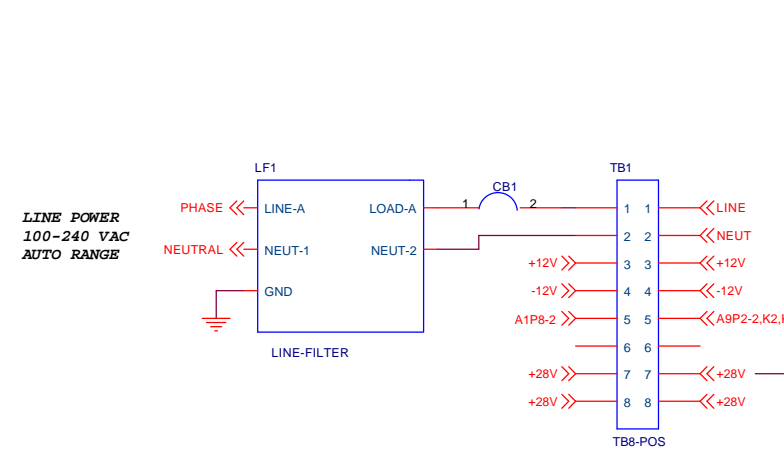 LF1
TB1
CB1
LINE POWER
100-240 VAC
AUTO RANGE
PHASE
LINE-A
LOAD-A
1
2
1 1
LINE
NEUTRAL
NEUT-1
NEUT-2
2 2
NEUT
+12V
3 3
+12V
GND
-12V
4 4
-12V
A1P8-2
5 5
A9P2-2,K2,
6 6
LINE-FILTER
+28V
7 7
+28V
+28V
8 8
+28V
TB8-POS